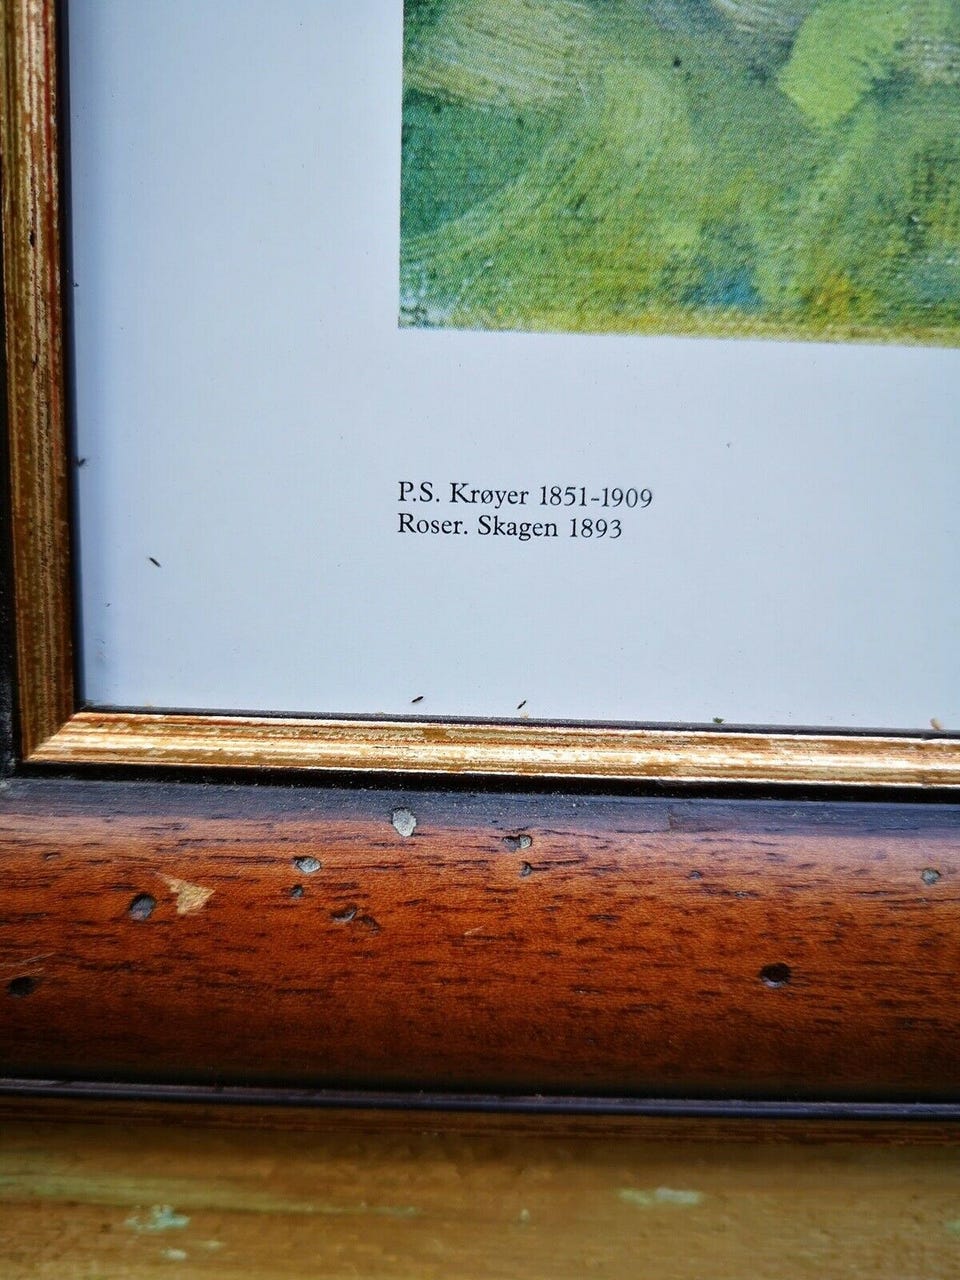 P.S. Krøyer 1851-1909
Roser. Skagen 1893